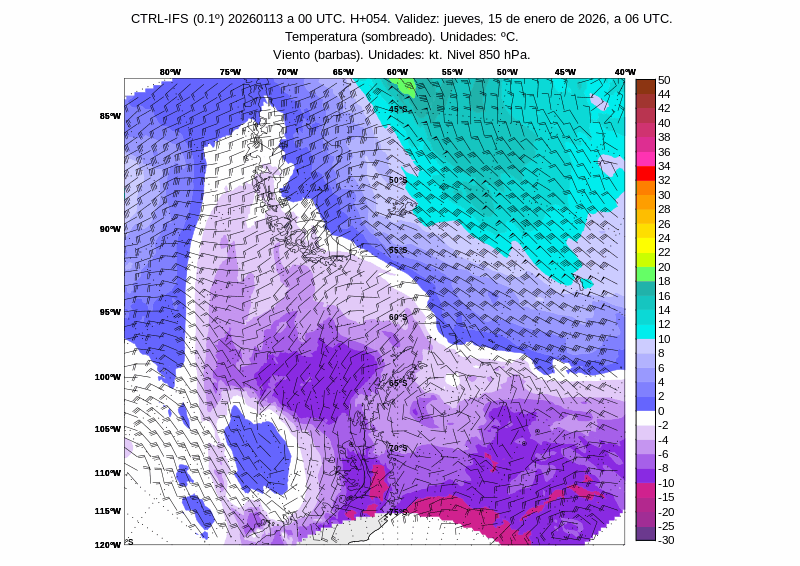 CTRL-IFS (0.1º) 20260113 a 00 UTC. H+054. Validez: jueves, 15 de enero de 2026, a 06 UTC.
Temperatura (sombreado). Unidades: ºC.
Viento (barbas). Unidades: kt. Nivel 850 hPa.
80ºW 75ºW 70ºW 65ºW 60ºW 55ºW 50ºW 45ºW 40ºW
50
44
85ºW
45ºS
42
40
38
36
34
50ºS
32
30
28
90ºW
26
24
55ºS
22
20
18
16
95ºW
60ºS
14
12
10
8
100ºW
65ºS
6
4
2
0
105ºW
-2
70ºS
-4
-6
110ºW
-8
-10
-15
115ºW
75ºS
-20
-25
120ºW
ºS
-30